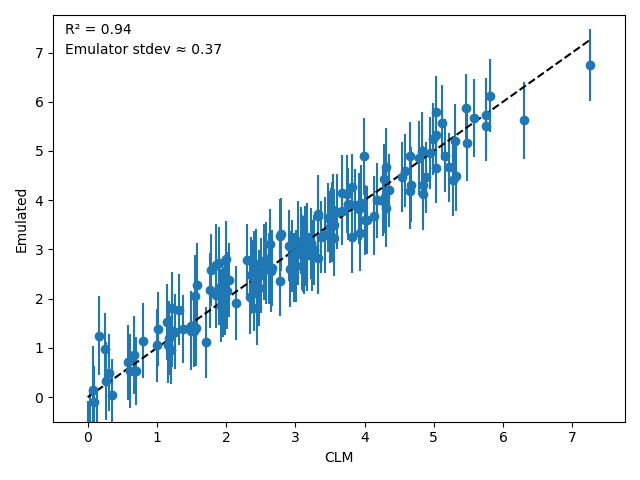 R² = 0.94
Emulator stdev ≈ 0.37
7
6
5
4
3
2
1
0
Emulated
0 1 2 3 4 5 6 7
CLM